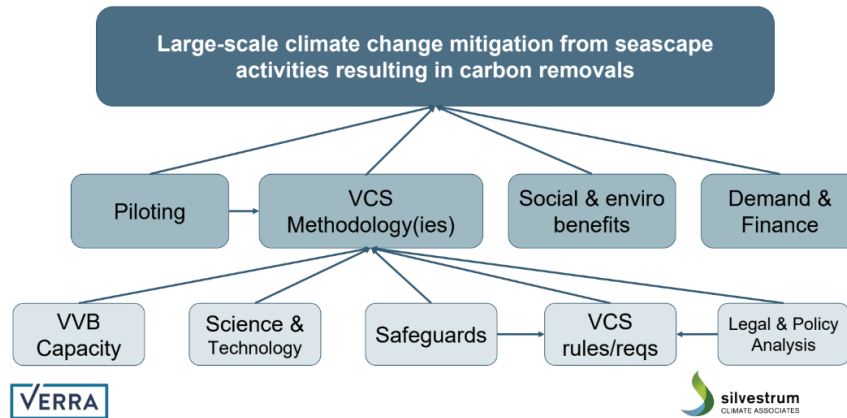 Large-scale climate change mitigation from seascape
activities resulting in carbon removals
Piloting
VCS
Methodology(ies)
Social & enviro
benefits
Demand &
Finance
VVB
Capacity
Science &
Technology
Safeguards
VCS
rules/reqs
Legal & Policy
Analysis
VERRA
silvestrum
CLIMATE ASSOCIATES